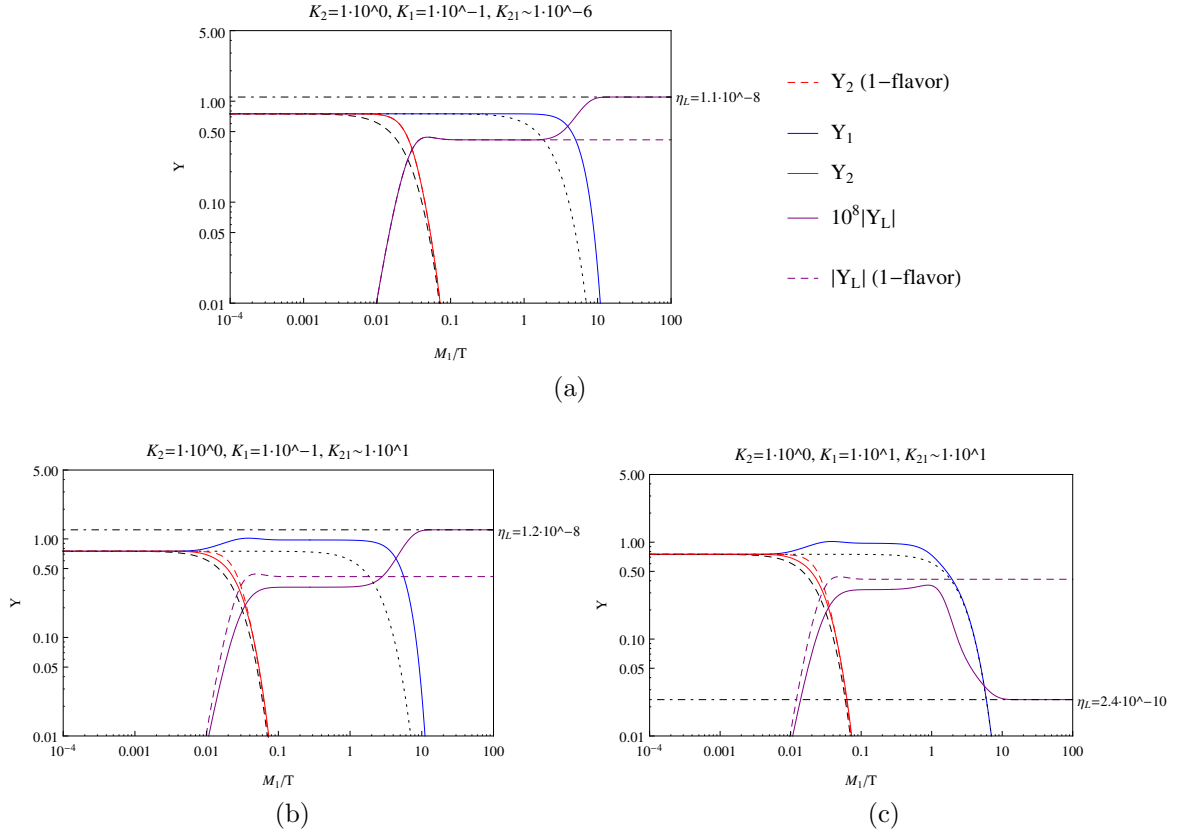 K₂=1·10^0, K₁=1·10^−1, K₂₁~1·10^−6
5.00
1.00
0.50
0.10
0.05
0.01
Y
10⁻⁴
0.001
0.01
0.1
1
10
100
M₁/T
η_L=1.1·10^−8
Y₂ (1−flavor)
Y₁
Y₂
10⁸|Y_L|
|Y_L| (1−flavor)
(a)
K₂=1·10^0, K₁=1·10^−1, K₂₁~1·10^1
5.00
1.00
0.50
0.10
0.05
0.01
Y
10⁻⁴
0.001
0.01
0.1
1
10
100
M₁/T
η_L=1.2·10^−8
(b)
K₂=1·10^0, K₁=1·10^1, K₂₁~1·10^1
5.00
1.00
0.50
0.10
0.05
0.01
Y
10⁻⁴
0.001
0.01
0.1
1
10
100
M₁/T
η_L=2.4·10^−10
(c)